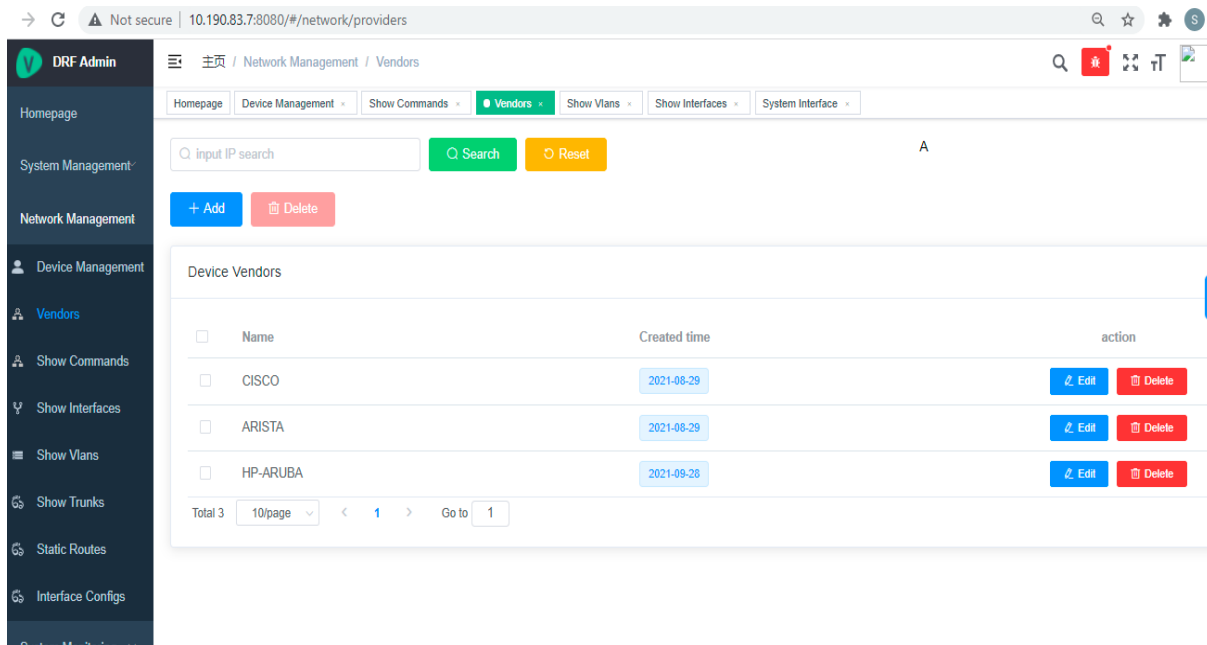 Not secure 10.190.83.7:8080/#/network/providers S
V DRF Admin 主页 / Network Management / Vendors
Homepage Device Management × Show Commands × Vendors × Show Vlans × Show Interfaces × System Interface ×
Homepage
System Management
Network Management
Device Management
Vendors
Show Commands
Show Interfaces
Show Vlans
Show Trunks
Static Routes
Interface Configs
input IP search Search Reset A
+ Add Delete
Device Vendors
Name Created time action
CISCO 2021-08-29 Edit Delete
ARISTA 2021-08-29 Edit Delete
HP-ARUBA 2021-09-28 Edit Delete
Total 3 10/page < 1 > Go to 1